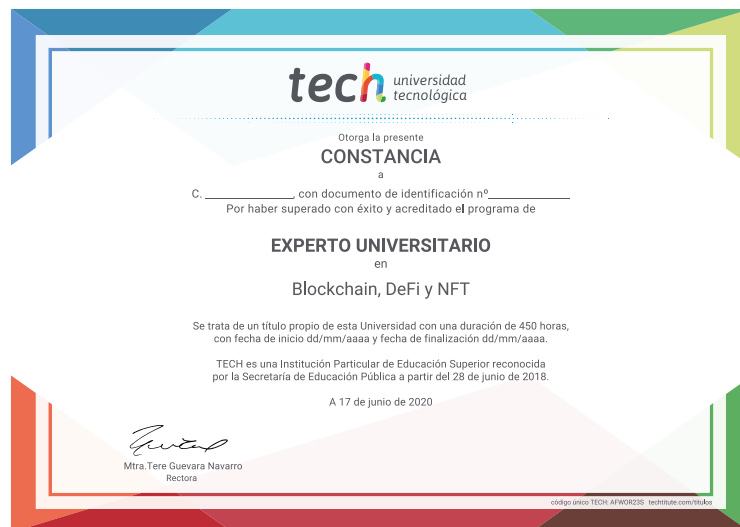 tech universidad
tecnológica
Otorga la presente
CONSTANCIA
a
C. ______________, con documento de identificación nº______________
Por haber superado con éxito y acreditado el programa de
EXPERTO UNIVERSITARIO
en
Blockchain, DeFi y NFT
Se trata de un título propio de esta Universidad con una duración de 450 horas,
con fecha de inicio dd/mm/aaaa y fecha de finalización dd/mm/aaaa.
TECH es una Institución Particular de Educación Superior reconocida
por la Secretaría de Educación Pública a partir del 28 de junio de 2018.
A 17 de junio de 2020
Mtra.Tere Guevara Navarro
Rectora
código único TECH: AFWOR23S techtitute.com/titulos